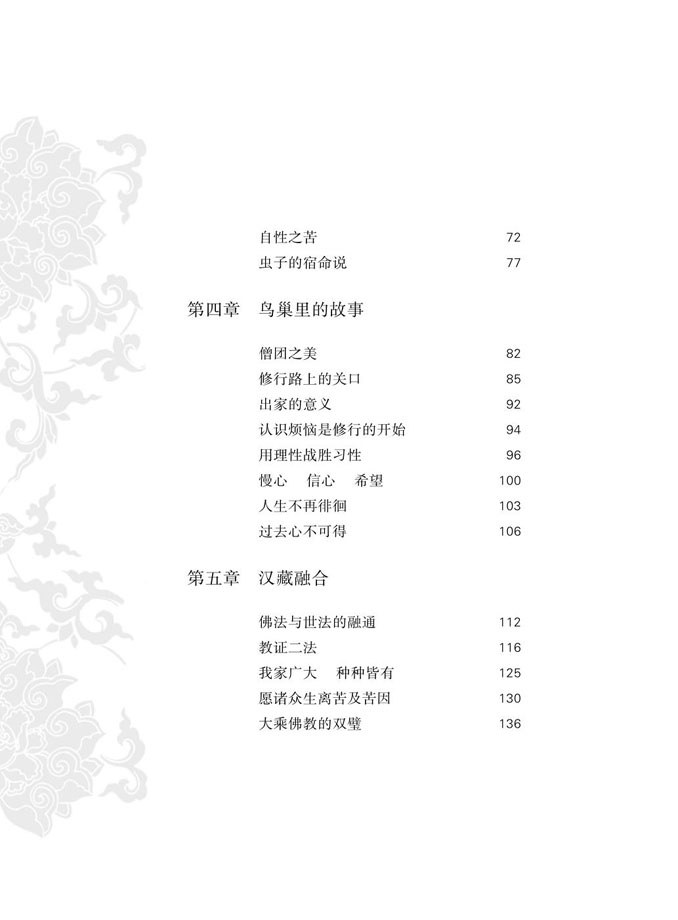 自性之苦 72
虫子的宿命说 77
第四章 鸟巢里的故事
僧团之美 82
修行路上的关口 85
出家的意义 92
认识烦恼是修行的开始 94
用理性战胜习性 96
慢心 信心 希望 100
人生不再徘徊 103
过去心不可得 106
第五章 汉藏融合
佛法与世法的融通 112
教证二法 116
我家广大 种种皆有 125
愿诸众生离苦及苦因 130
大乘佛教的双璧 136